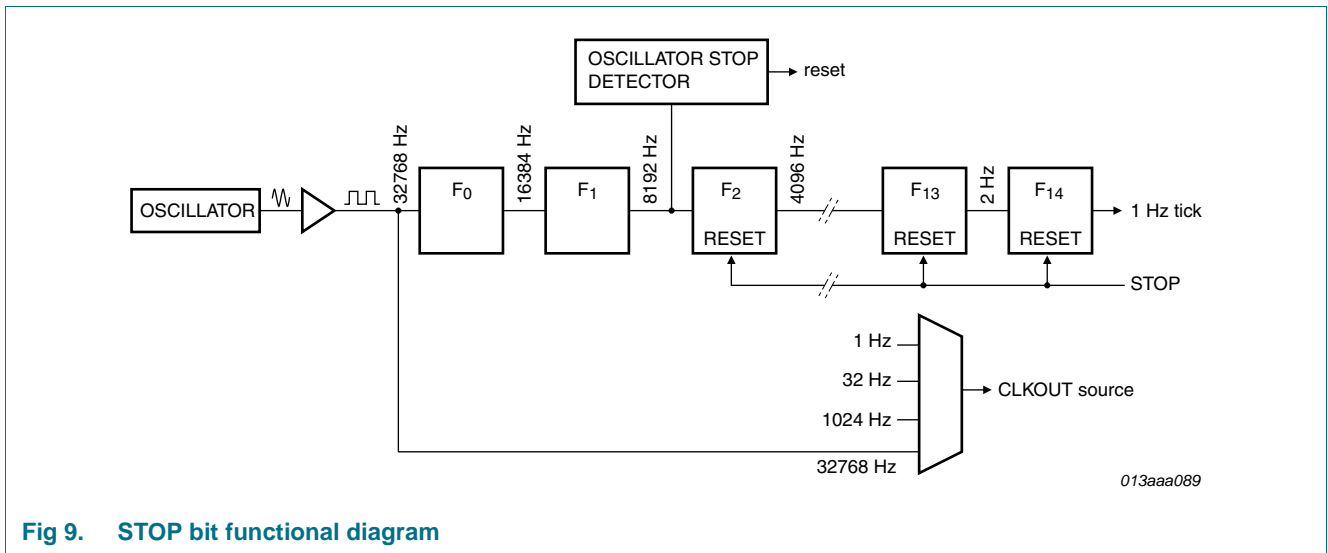 OSCILLATOR STOP
DETECTOR
reset
32768 Hz
16384 Hz
8192 Hz
4096 Hz
2 Hz
OSCILLATOR
F0
F1
F2
RESET
F13
RESET
F14
RESET
1 Hz tick
STOP
1 Hz
32 Hz
1024 Hz
32768 Hz
CLKOUT source
013aaa089
Fig 9. STOP bit functional diagram